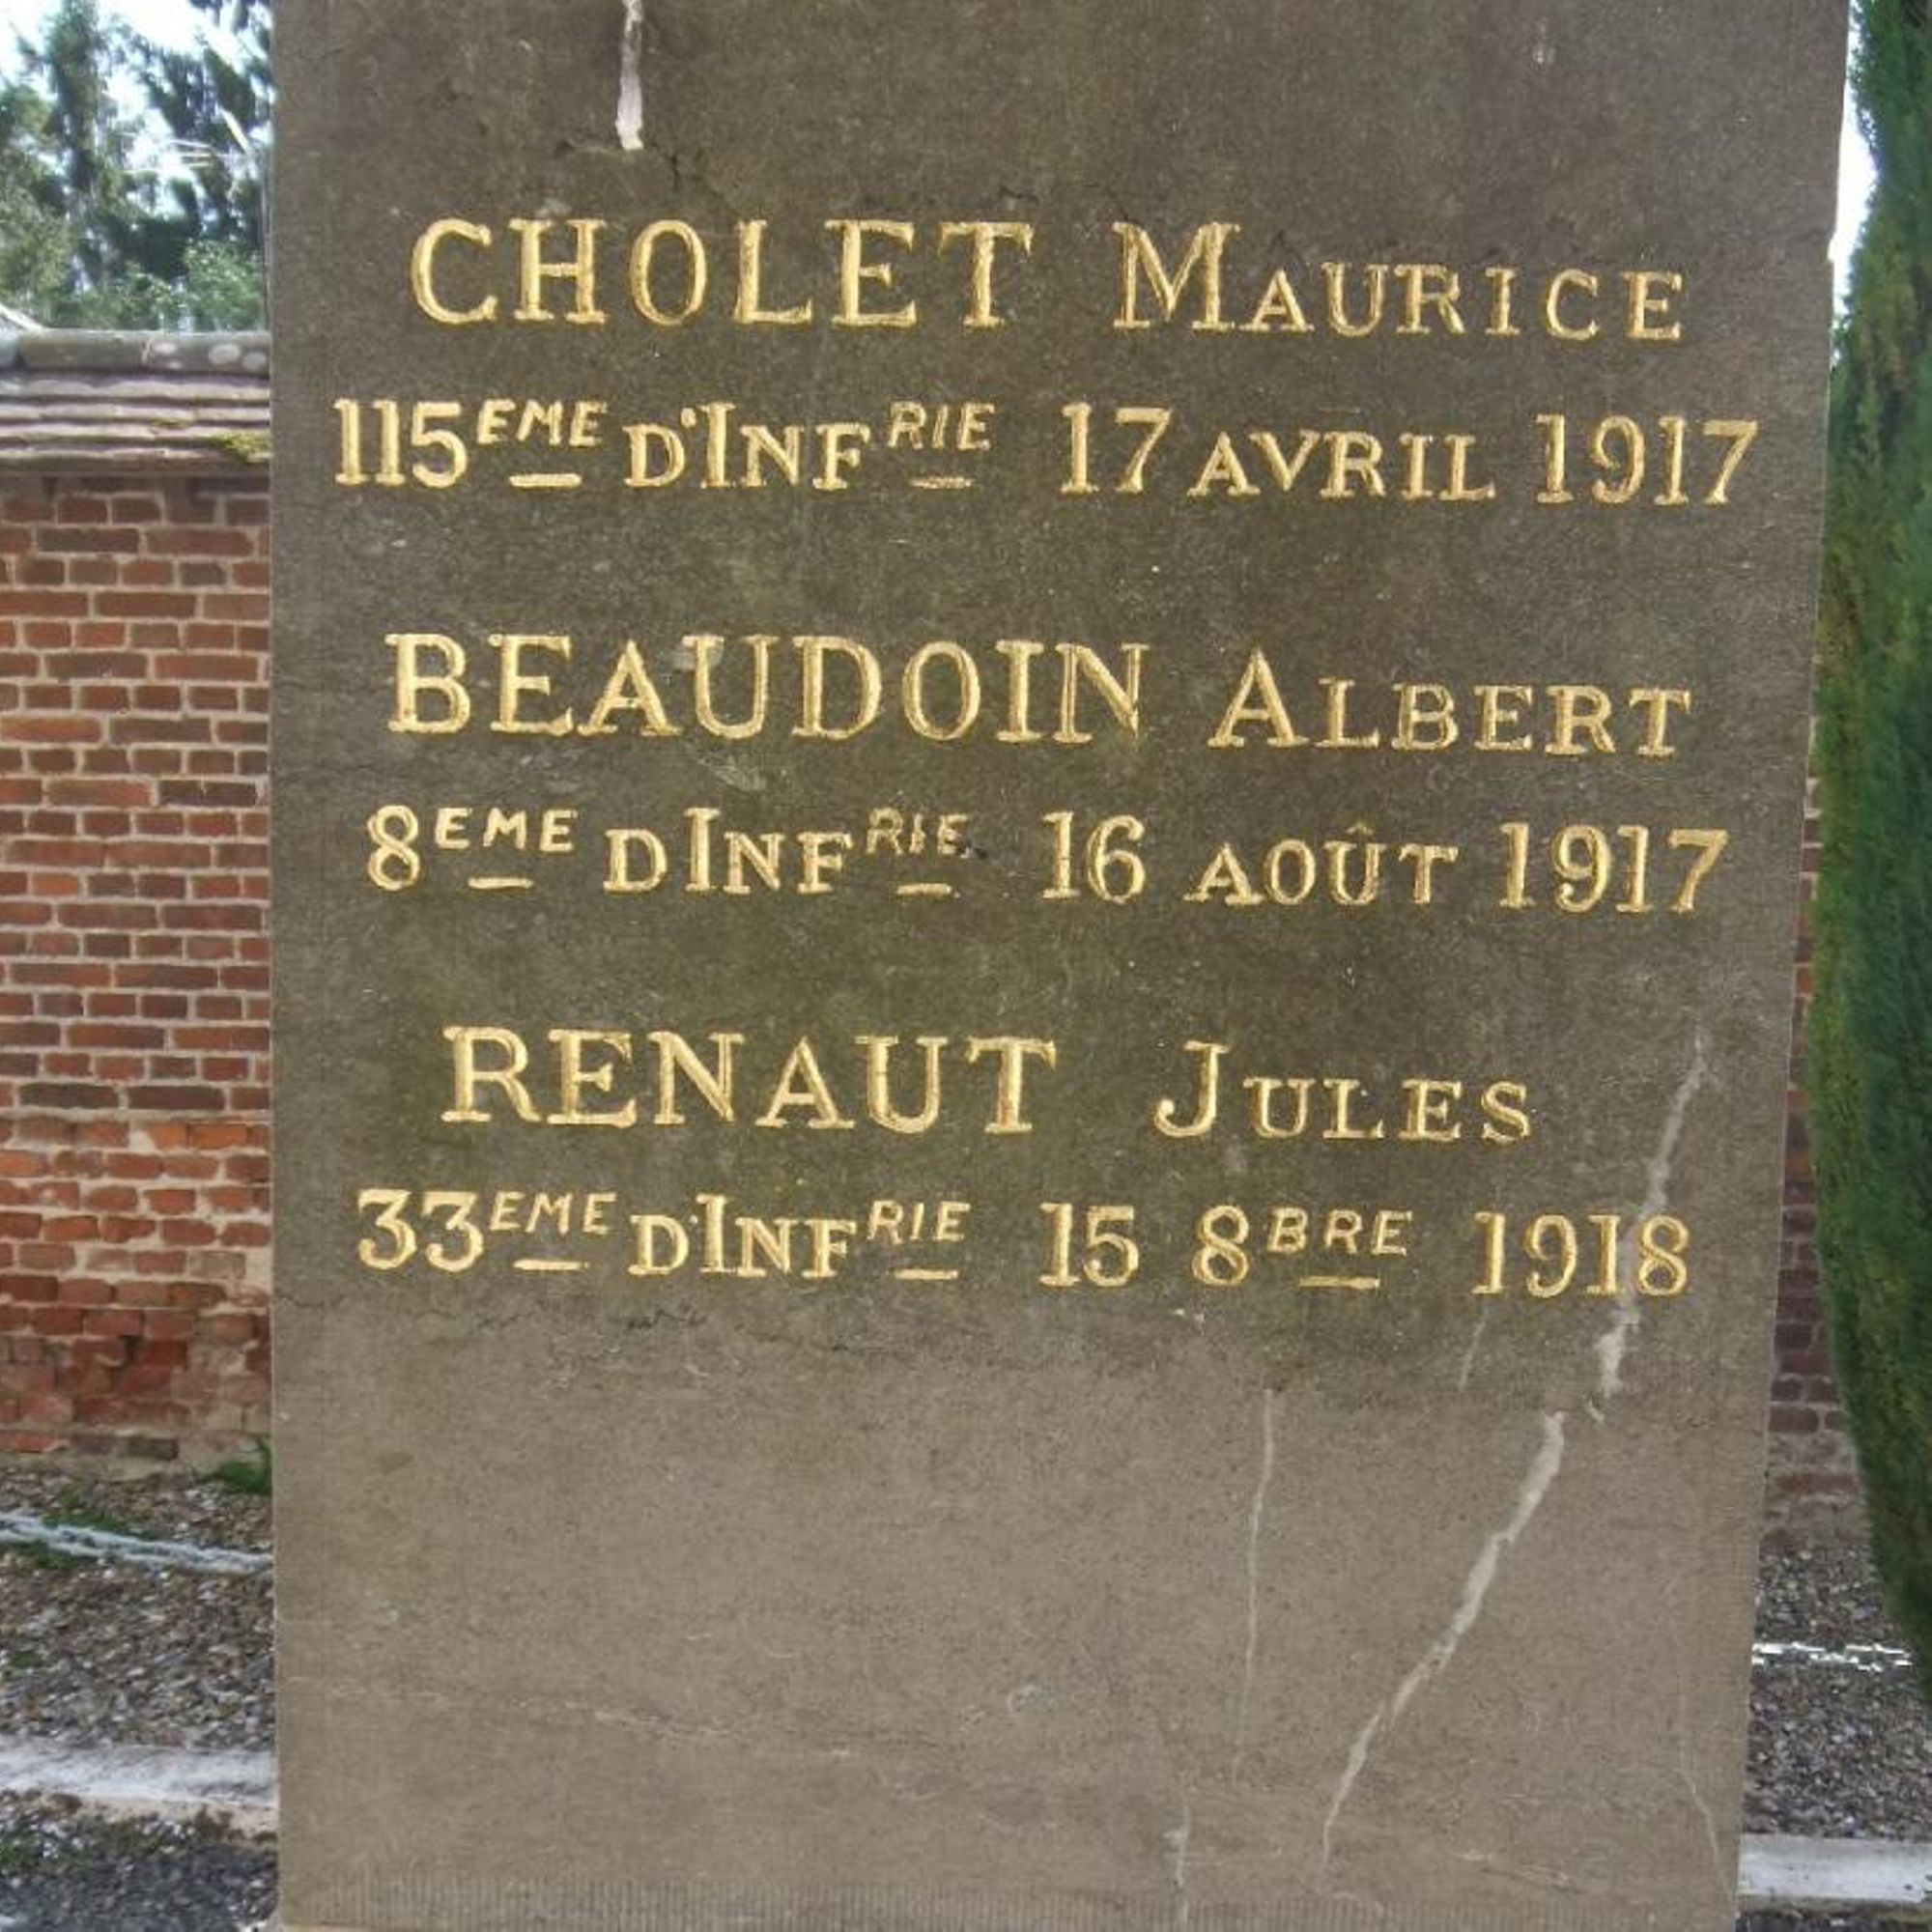 CHOLET MAURICE
115EME D'INFRIE 17 AVRIL 1917
BEAUDOIN ALBERT
8EME DINFRIE 16 AOÛT 1917
RENAUT JULES
33EME D'INFRIE 15 8BRE 1918